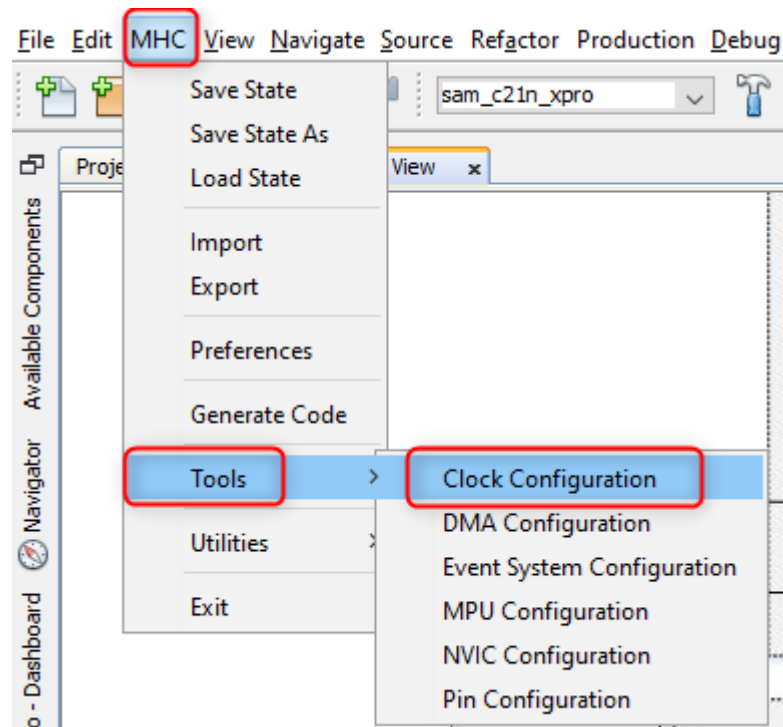 File Edit MHC View Navigate Source Refactor Production Debug
sam_c21n_xpro
Proje
View x
Save State
Save State As
Load State
Import
Export
Preferences
Generate Code
Tools >
Utilities
Exit
Clock Configuration
DMA Configuration
Event System Configuration
MPU Configuration
NVIC Configuration
Pin Configuration
Available Components
Navigator
o - Dashboard